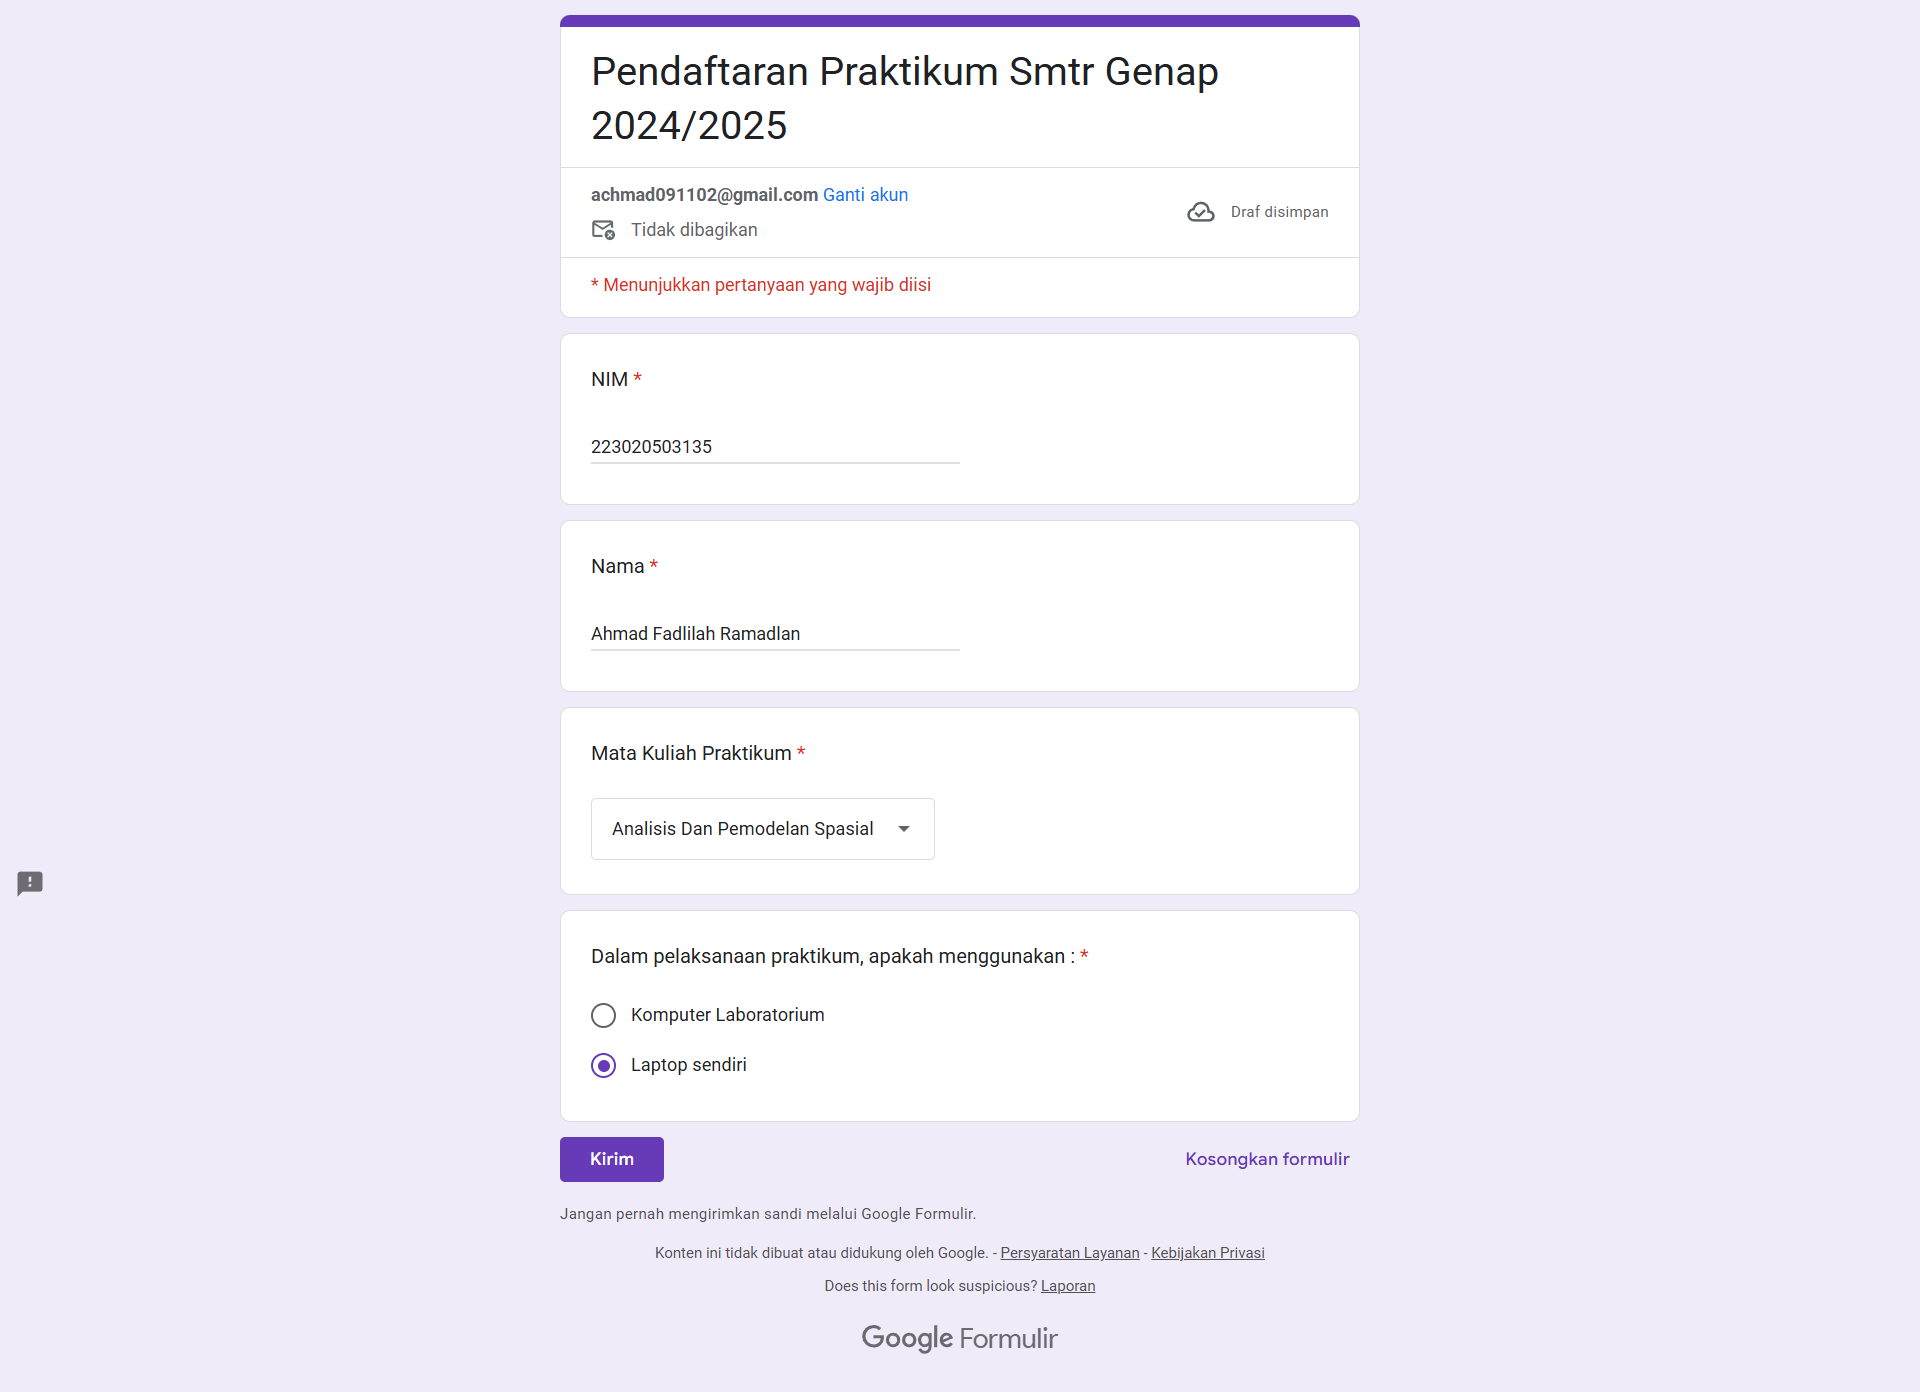 Pendaftaran Praktikum Smtr Genap
2024/2025
achmad091102@gmail.com Ganti akun
Tidak dibagikan
Draf disimpan
* Menunjukkan pertanyaan yang wajib diisi
NIM *
223020503135
Nama *
Ahmad Fadlilah Ramadlan
Mata Kuliah Praktikum *
Analisis Dan Pemodelan Spasial
Dalam pelaksanaan praktikum, apakah menggunakan : *
Komputer Laboratorium
Laptop sendiri
Kirim
Kosongkan formulir
Jangan pernah mengirimkan sandi melalui Google Formulir.
Konten ini tidak dibuat atau didukung oleh Google. - Persyaratan Layanan - Kebijakan Privasi
Does this form look suspicious? Laporan
Google Formulir